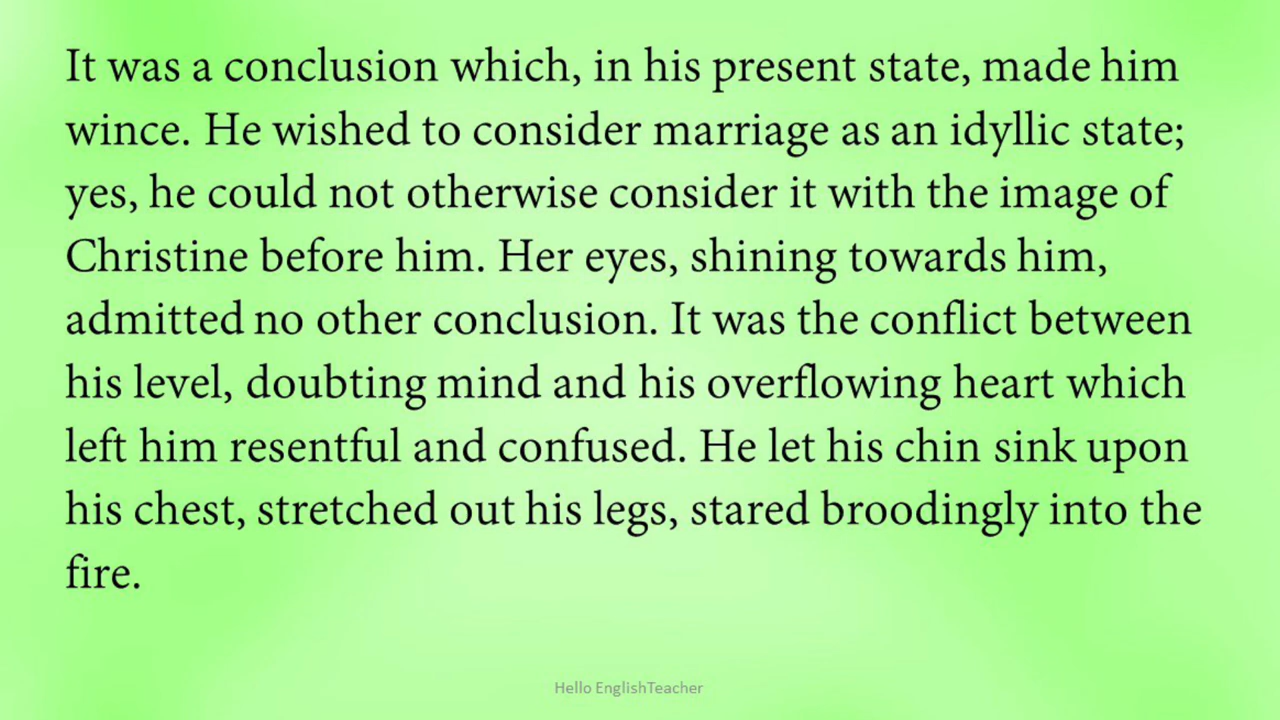 It was a conclusion which, in his present state, made him
wince. He wished to consider marriage as an idyllic state;
yes, he could not otherwise consider it with the image of
Christine before him. Her eyes, shining towards him,
admitted no other conclusion. It was the conflict between
his level, doubting mind and his overflowing heart which
left him resentful and confused. He let his chin sink upon
his chest, stretched out his legs, stared broodingly into the
fire.
Hello EnglishTeacher